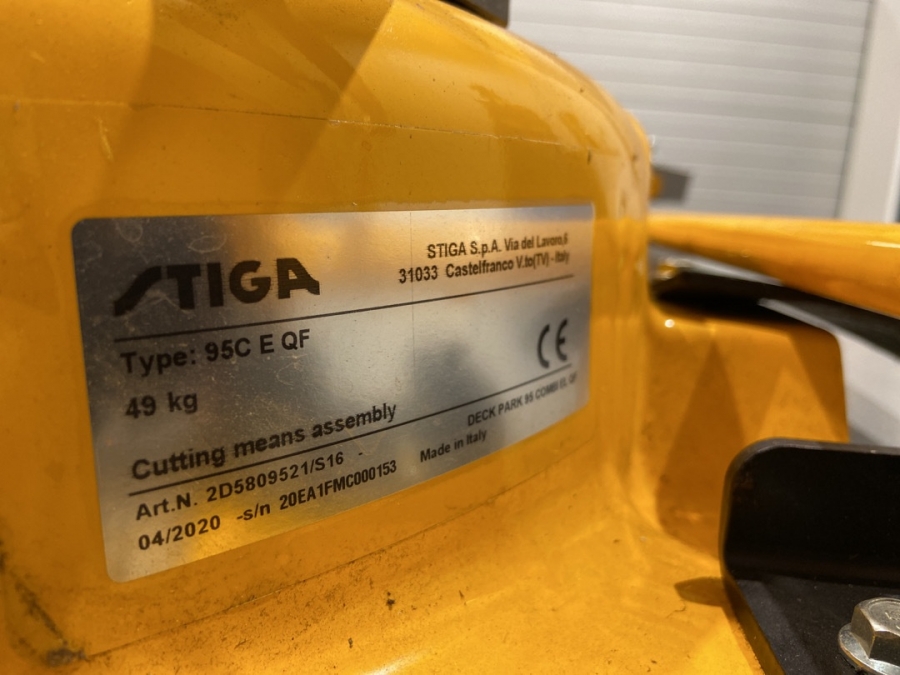 STIGA
STIGA S.p.A. Via del Lavoro,6
31033 Castelfranco V.to(TV) - Italy
Type: 95C E QF
49 kg
CE
Cutting means assembly
DECK PARK 95 COMBI EL QF
Art.N. 2D5809521/S16 -
Made in Italy
04/2020 -s/n 20EA1FMC000153